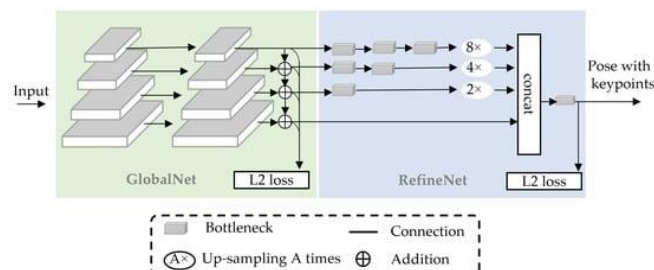 8×
4×
2×
concat
Input
Pose with
keypoints
GlobalNet
L2 loss
RefineNet
L2 loss
Bottleneck
Connection
A×
Up-sampling A times
Addition